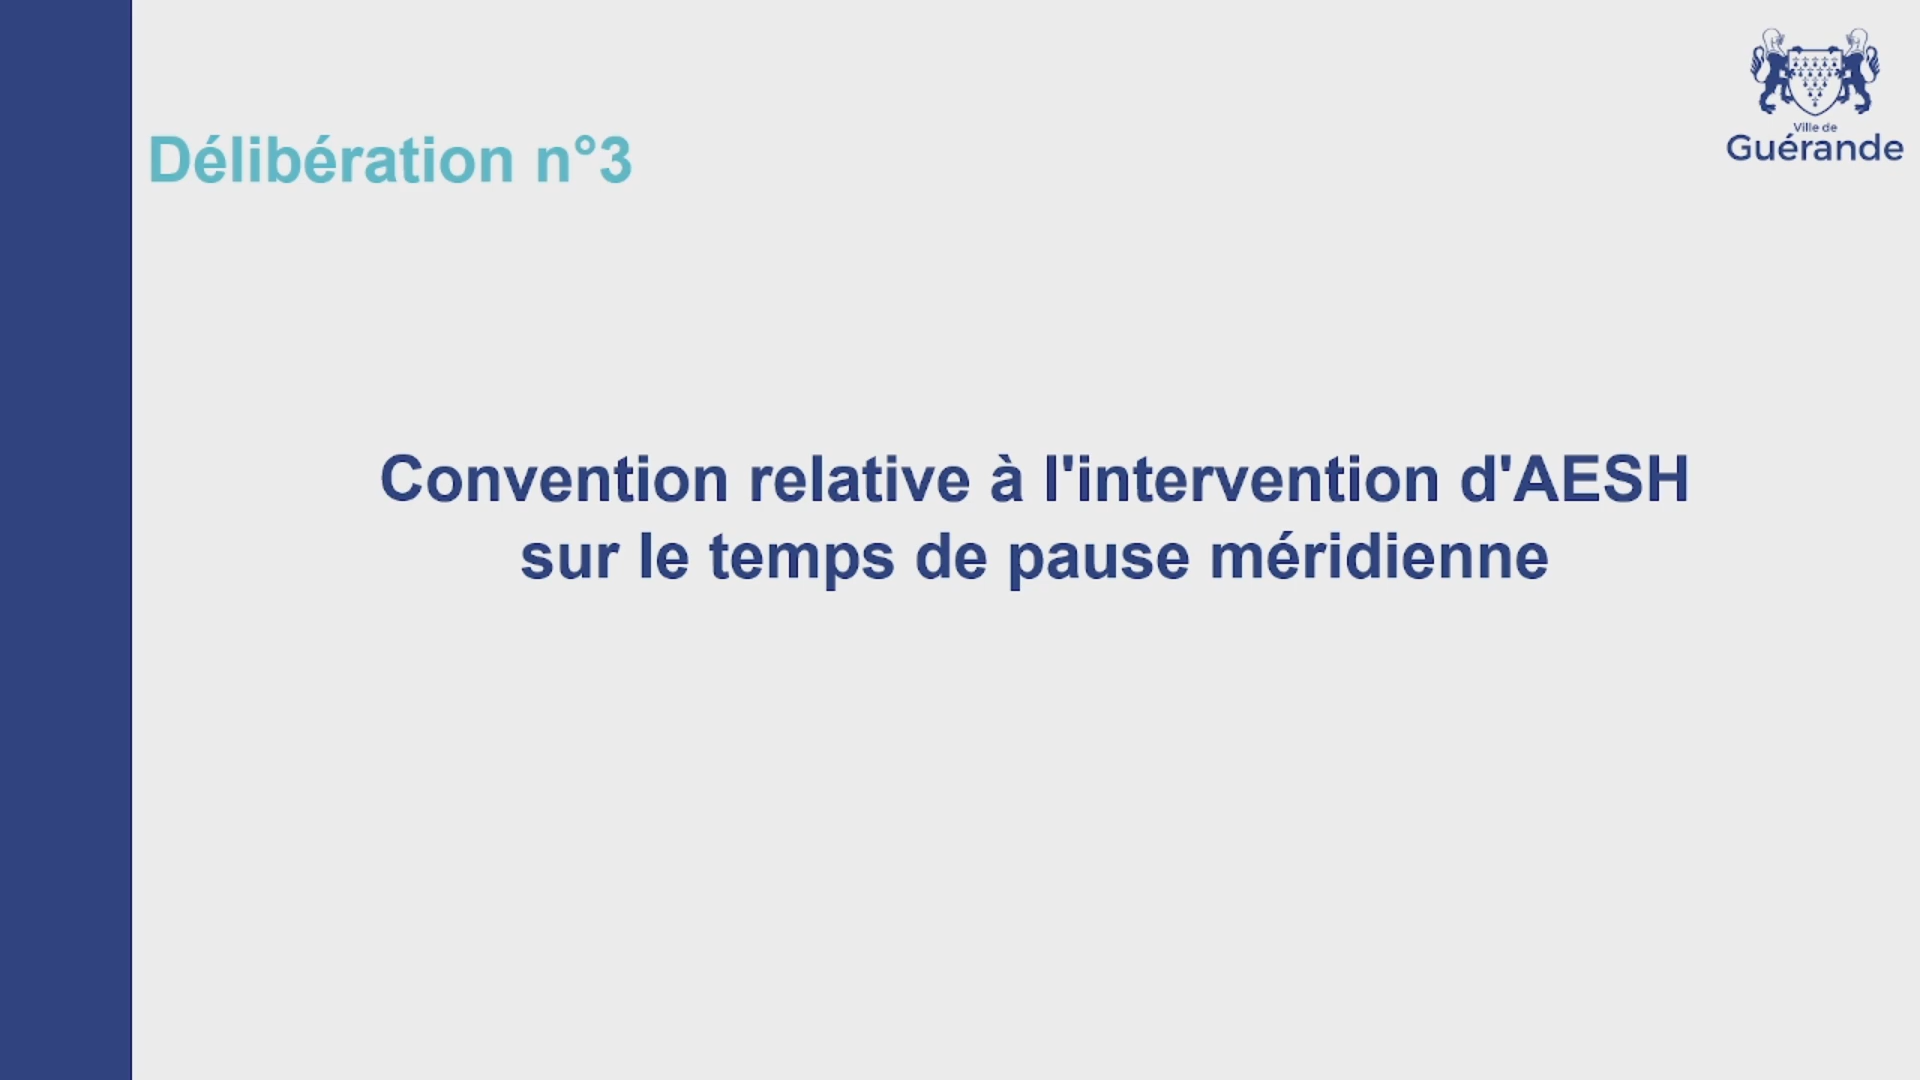 Ville de
Guérande
Délibération n°3
Convention relative à l'intervention d'AESH
sur le temps de pause méridienne